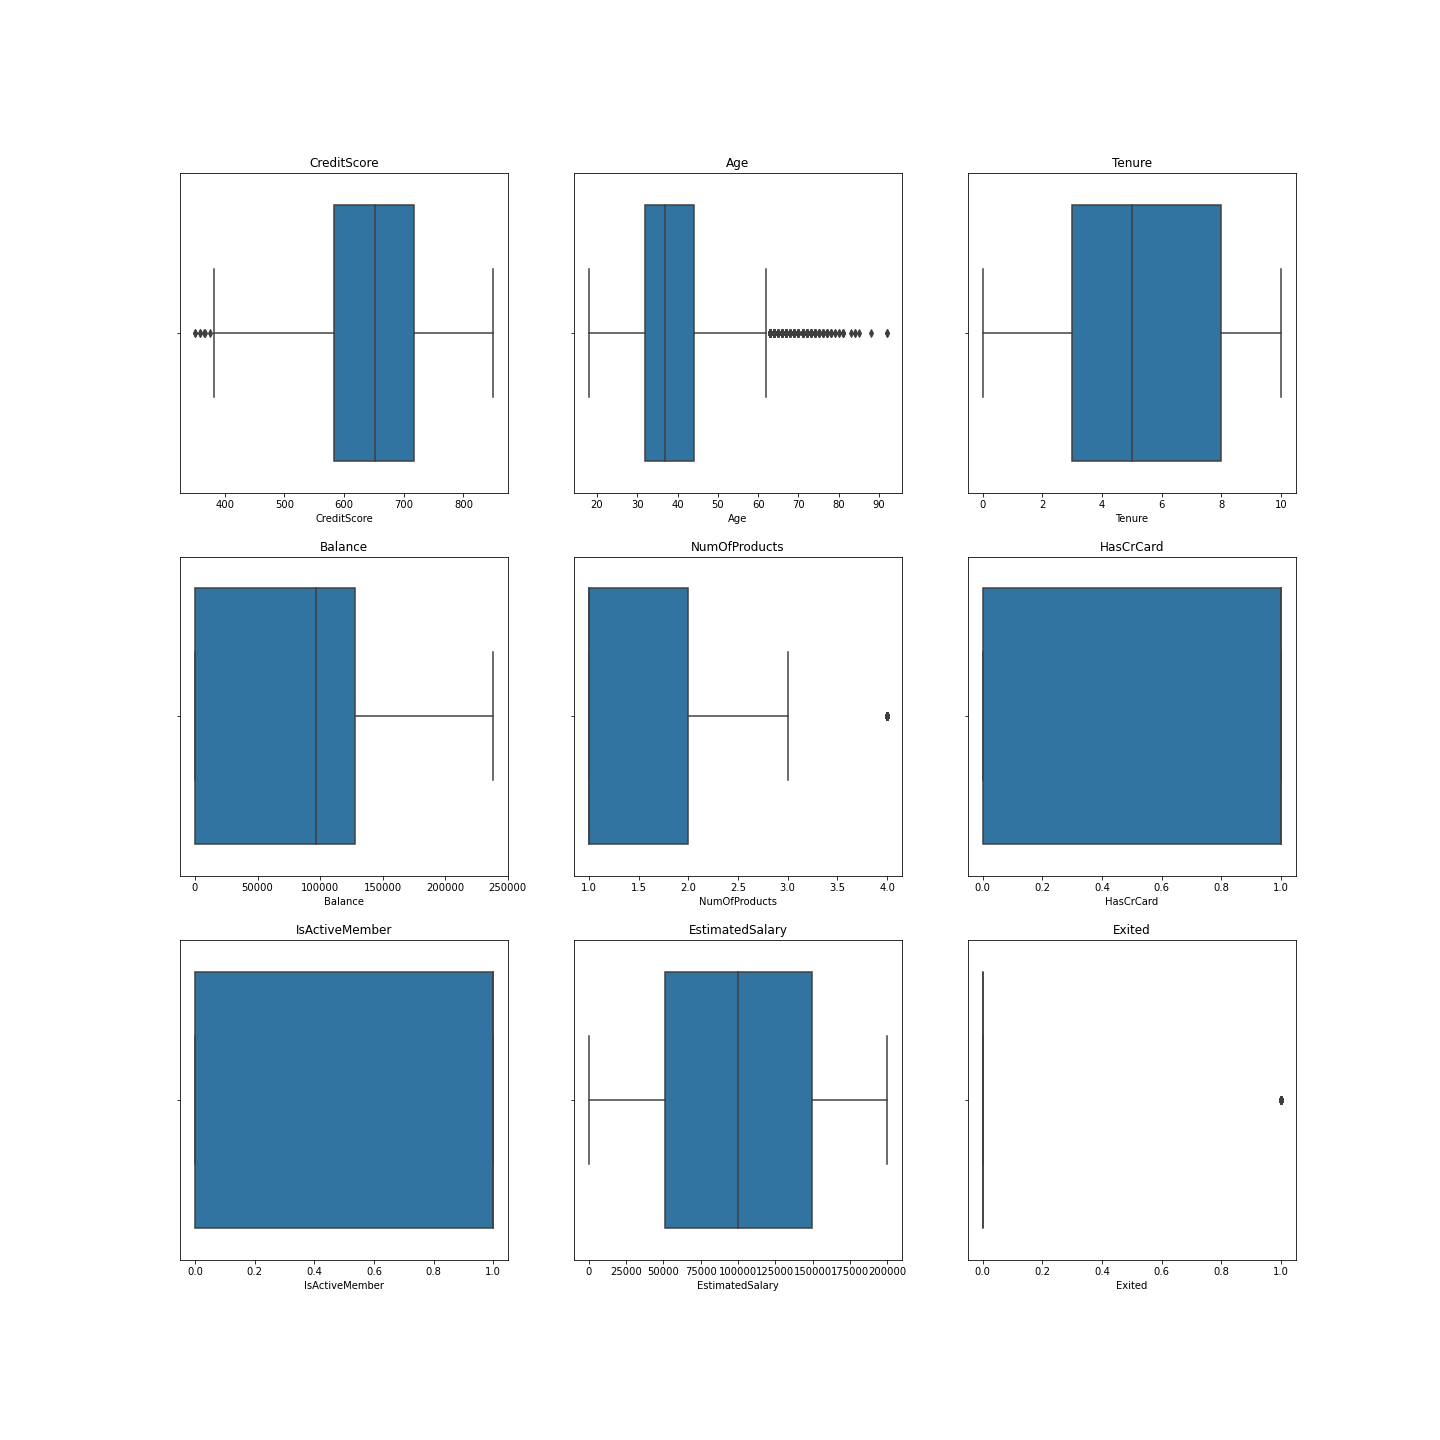 CreditScore
400 500 600 700 800
CreditScore
Age
20 30 40 50 60 70 80 90
Age
Tenure
0 2 4 6 8 10
Tenure
Balance
0 50000 100000 150000 200000 250000
Balance
NumOfProducts
1.0 1.5 2.0 2.5 3.0 3.5 4.0
NumOfProducts
HasCrCard
0.0 0.2 0.4 0.6 0.8 1.0
HasCrCard
IsActiveMember
0.0 0.2 0.4 0.6 0.8 1.0
IsActiveMember
EstimatedSalary
0 25000 50000 75000 100000 125000 150000 175000 200000
EstimatedSalary
Exited
0.0 0.2 0.4 0.6 0.8 1.0
Exited